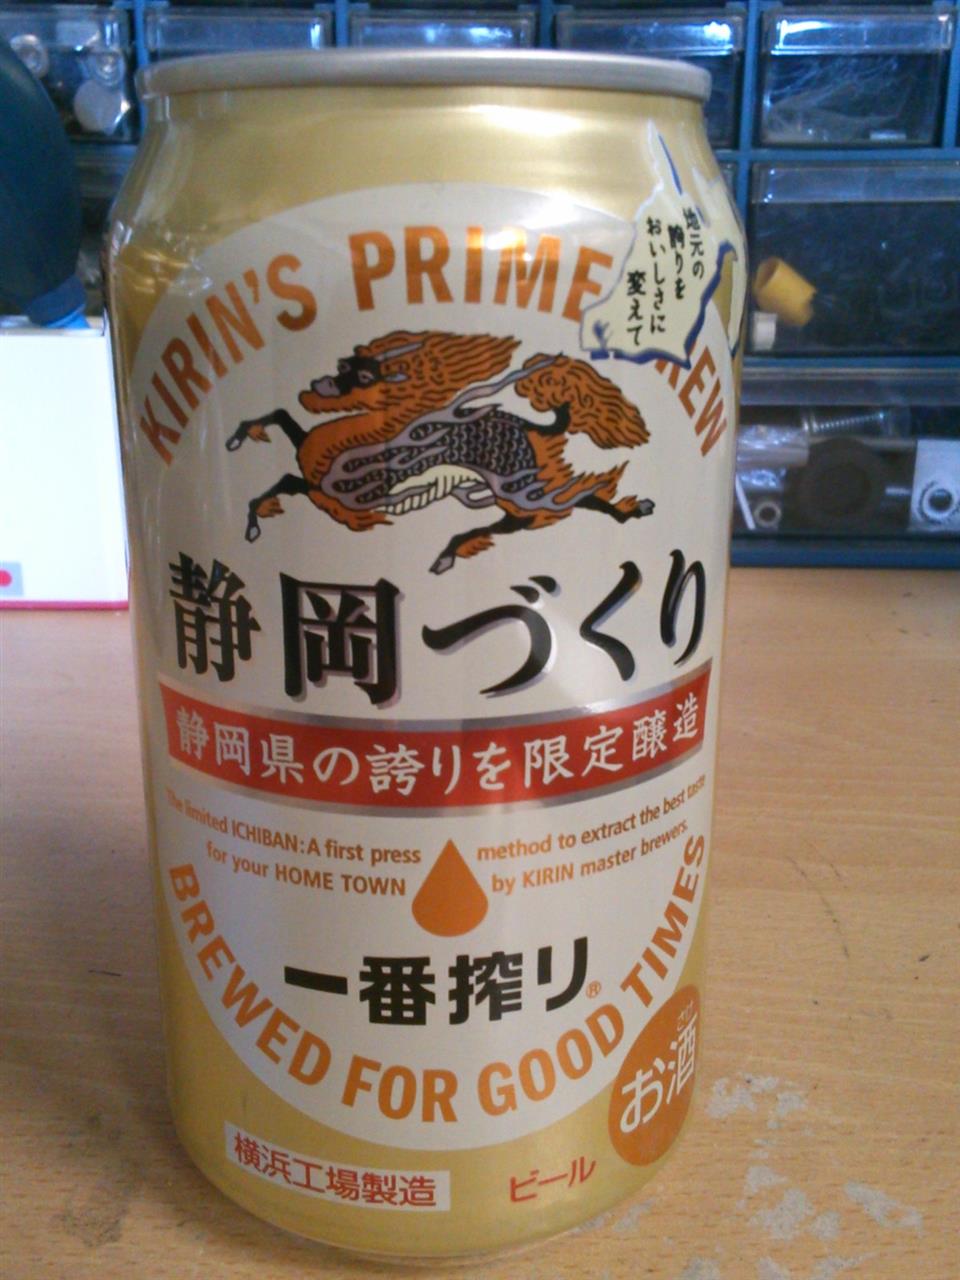 KIRIN'S PRIME BREW
地元の
誇りを
おいしさに
変えて
静岡づくり
静岡県の誇りを限定醸造
The limited ICHIBAN: A first press method to extract the best taste
for your HOME TOWN by KIRIN master brewers.
一番搾り®
BREWED FOR GOOD TIMES
さけ
お酒
横浜工場製造
ビール